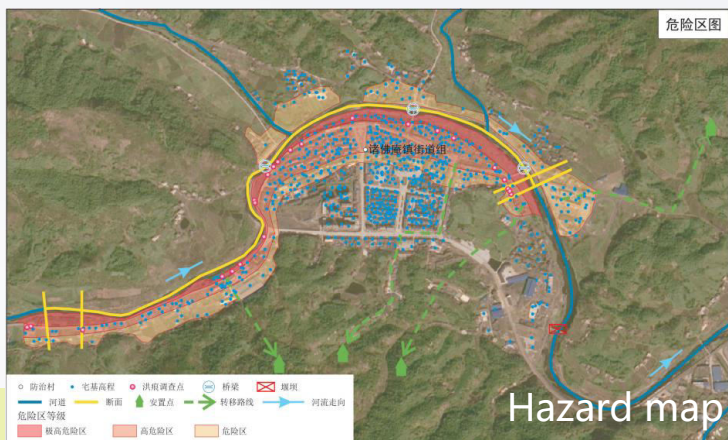 危险区图
诸佛庵镇街道组
防治村 宅基高程 洪痕调查点 桥梁 堰坝
河道 断面 安置点 转移路线 河流走向
危险区等级
极高危险区 高危险区 危险区
Hazard map